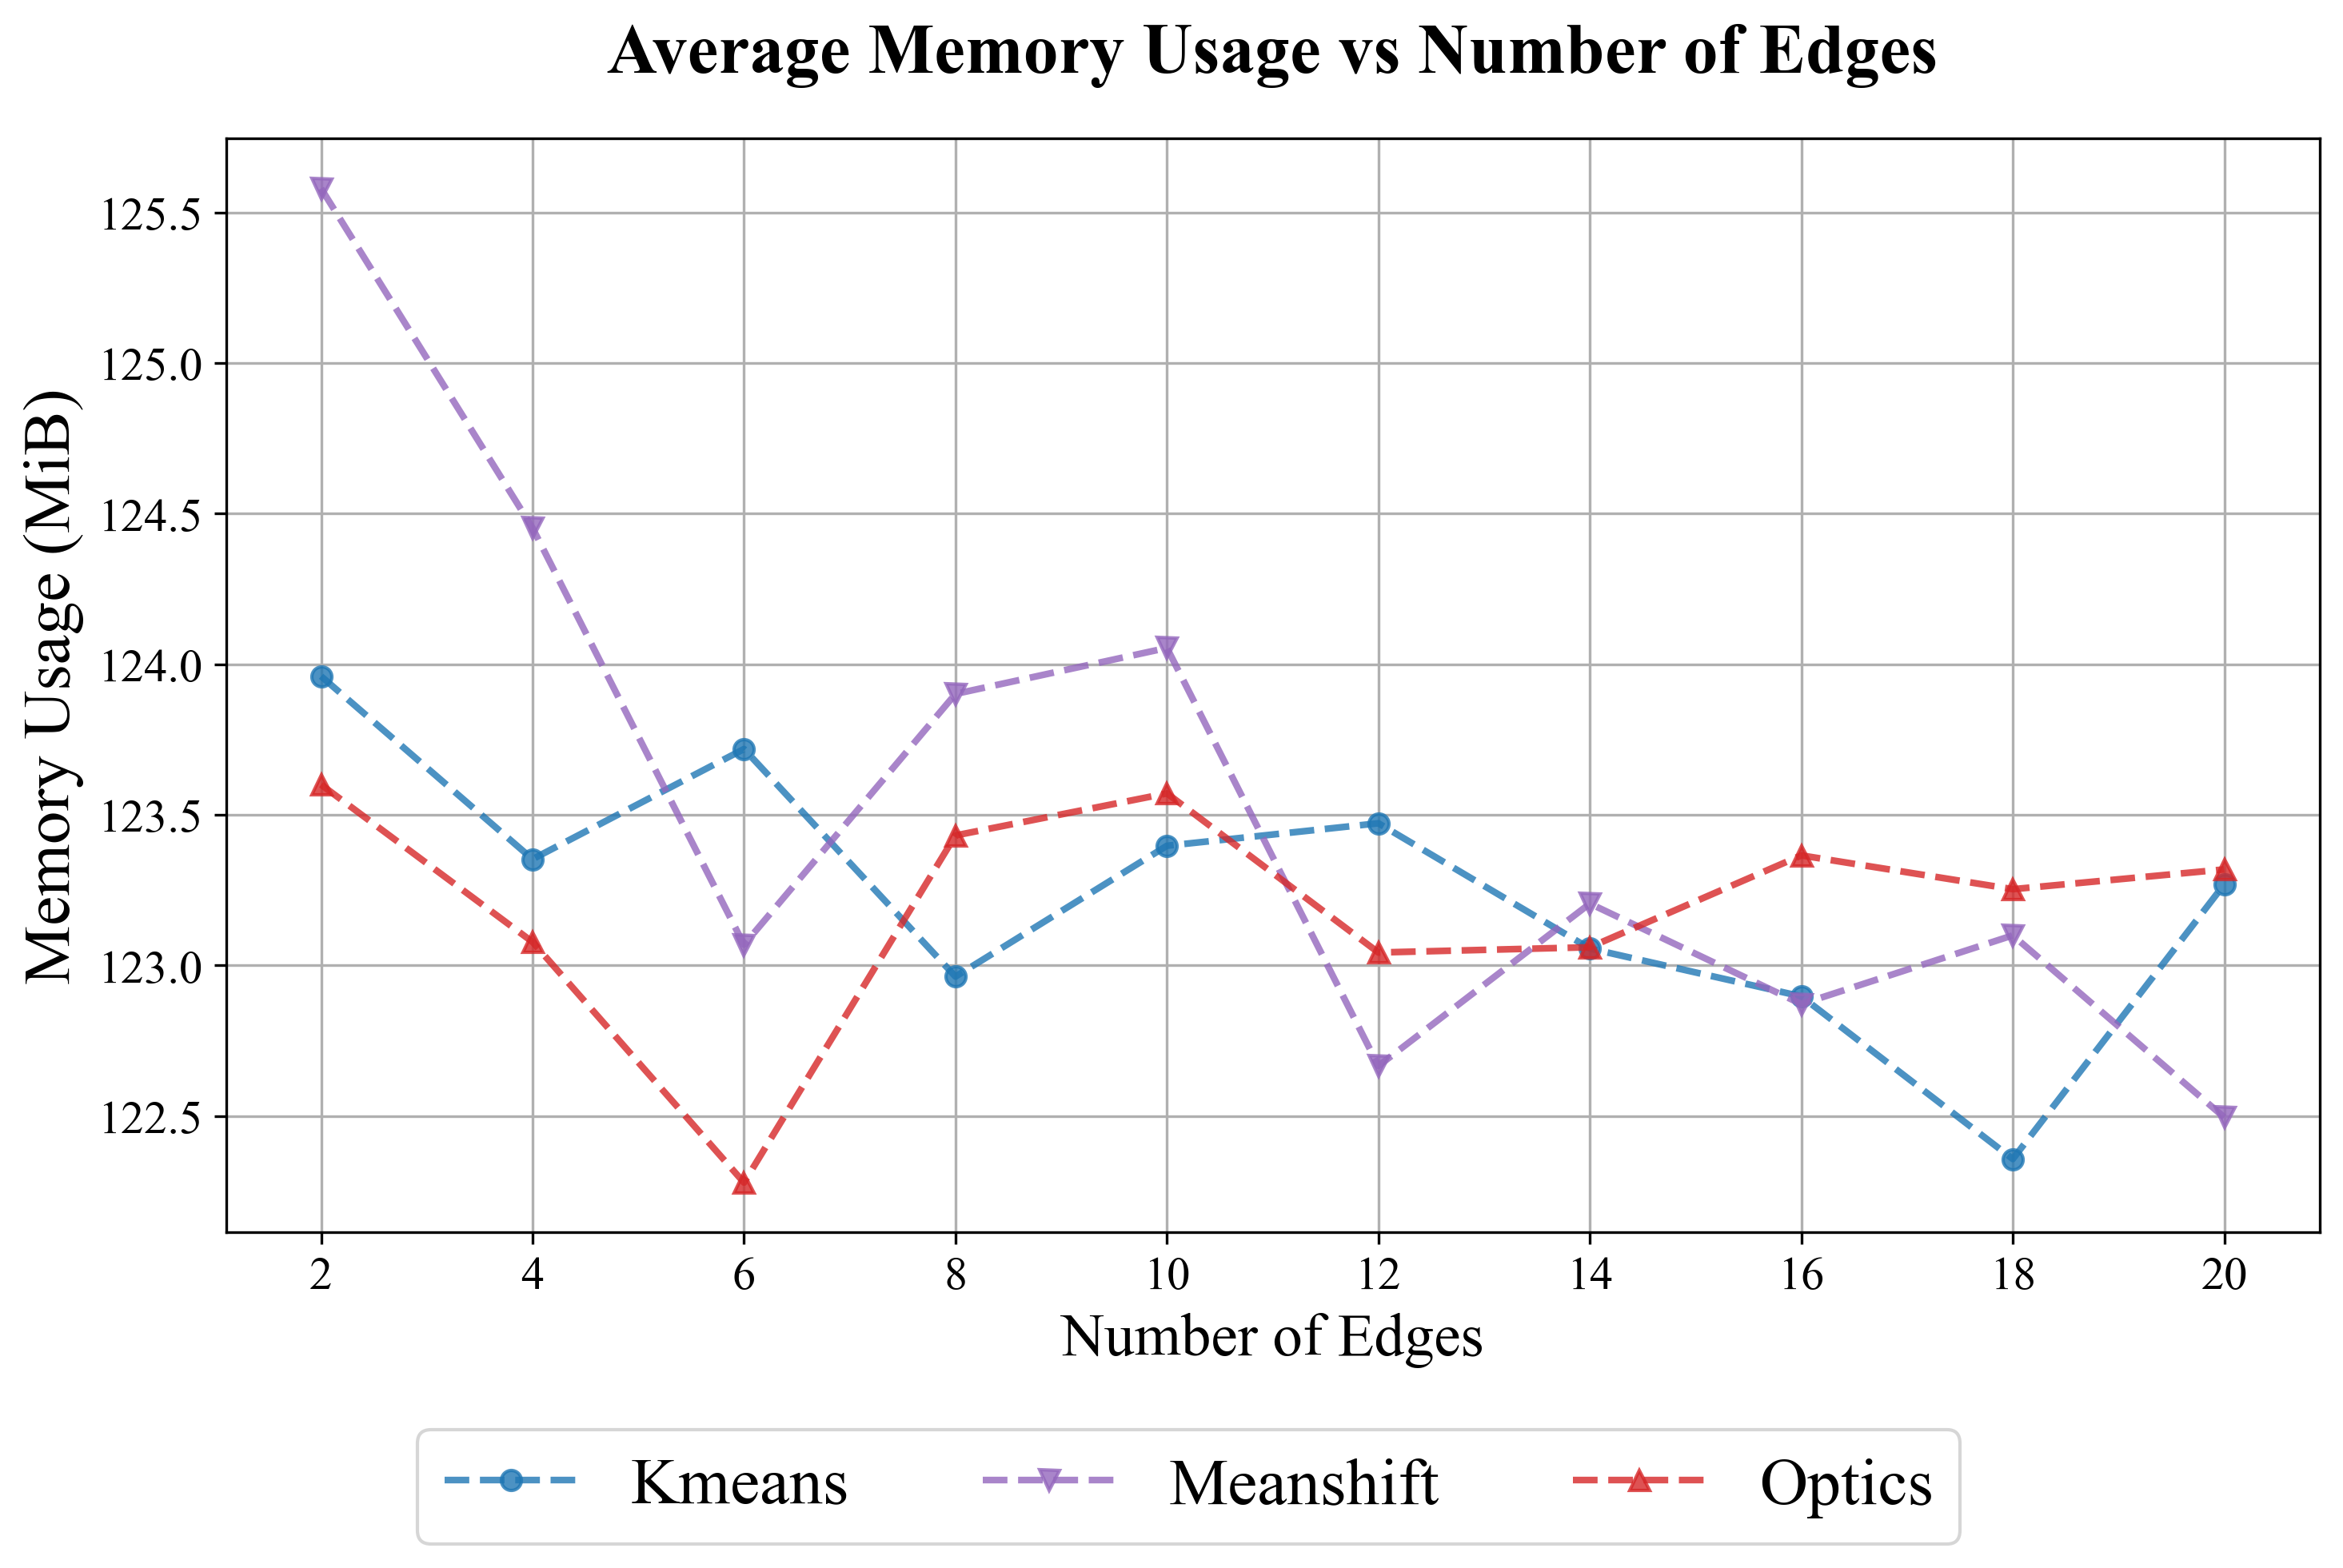 Average Memory Usage vs Number of Edges
Memory Usage (MiB)
125.5
125.0
124.5
124.0
123.5
123.0
122.5
2 4 6 8 10 12 14 16 18 20
Number of Edges
Kmeans Meanshift Optics